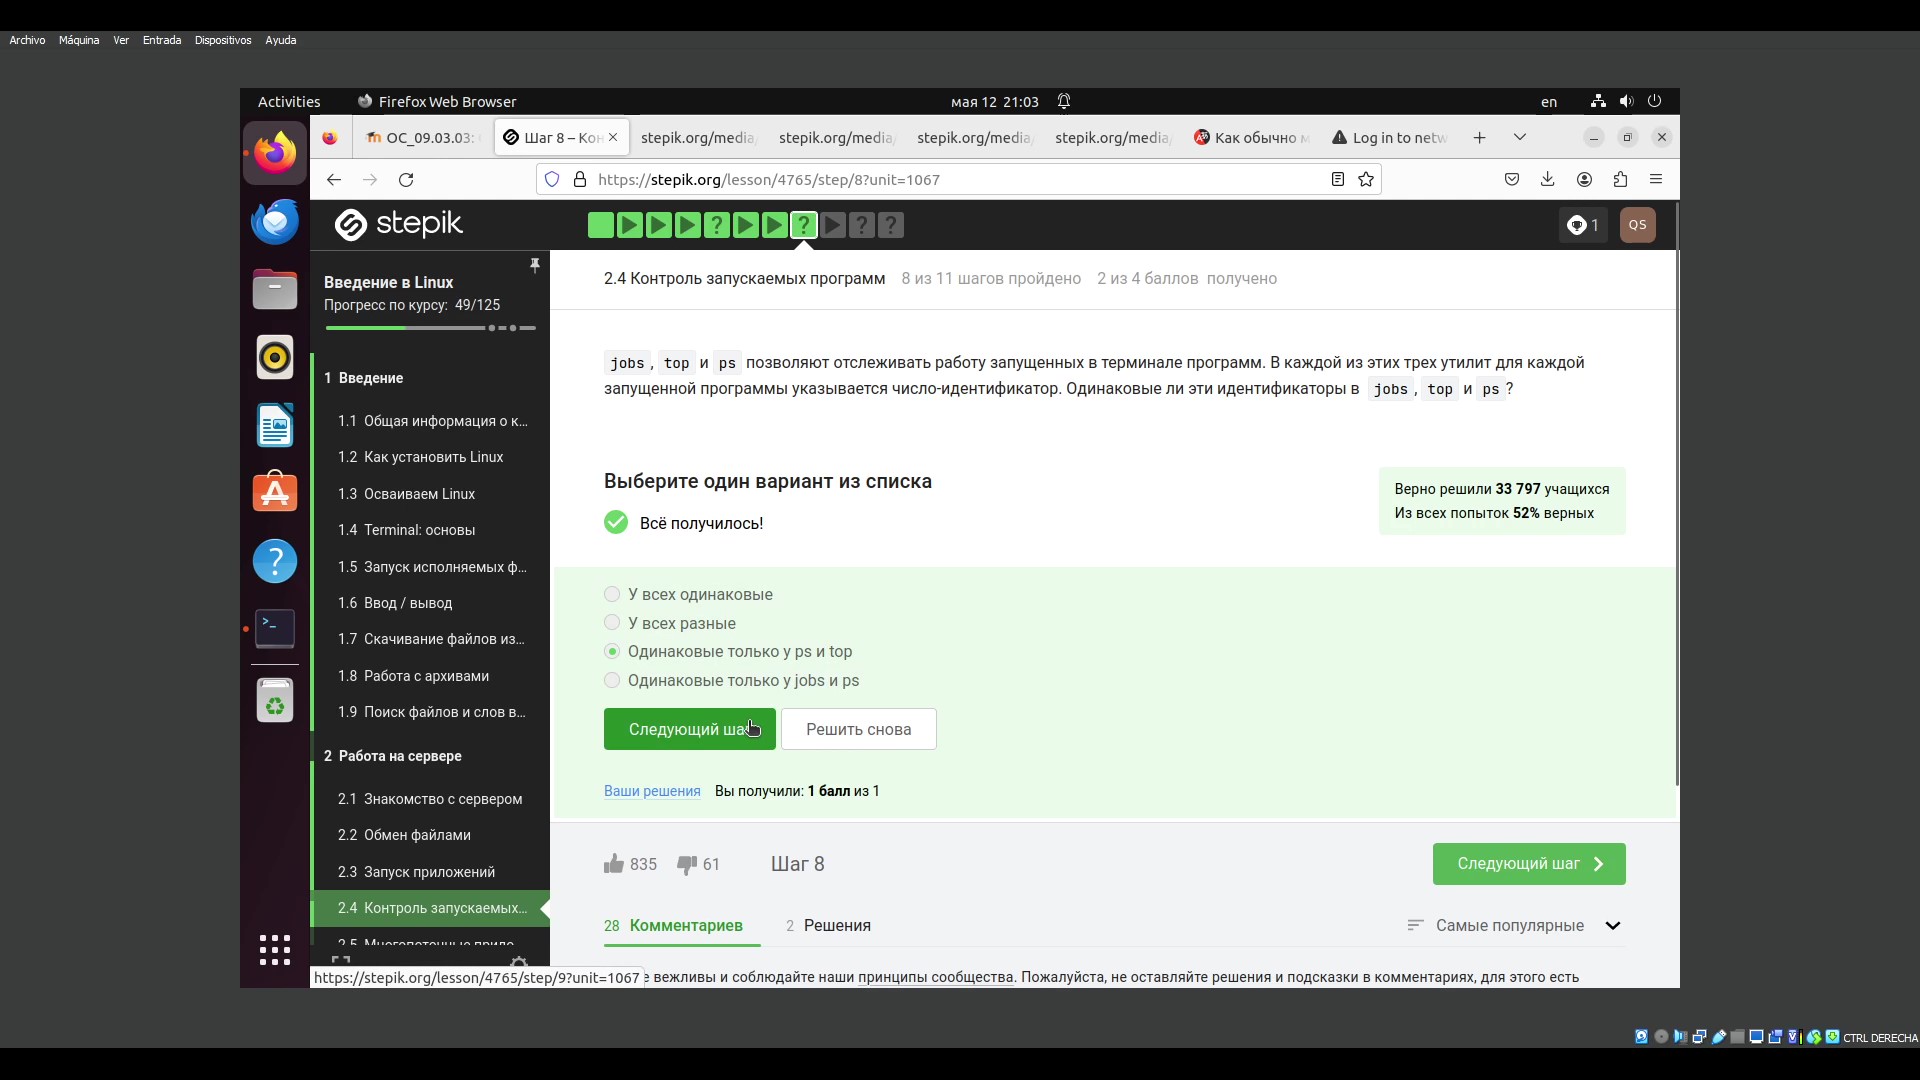 Archivo Máquina Ver Entrada Dispositivos Ayuda
Activities Firefox Web Browser мая 12 21:03 en
ОС_09.03.03: Шаг 8 – Кон stepik.org/media/ stepik.org/media/ stepik.org/media/ stepik.org/media/ Как обычно Log in to netw
https://stepik.org/lesson/4765/step/8?unit=1067
stepik ? ? ? ? 1 QS
Введение в Linux
Прогресс по курсу: 49/125
1 Введение
1.1 Общая информация о к...
1.2 Как установить Linux
1.3 Осваиваем Linux
1.4 Terminal: основы
1.5 Запуск исполняемых ф...
1.6 Ввод / вывод
1.7 Скачивание файлов из...
1.8 Работа с архивами
1.9 Поиск файлов и слов в...
2 Работа на сервере
2.1 Знакомство с сервером
2.2 Обмен файлами
2.3 Запуск приложений
2.4 Контроль запускаемых...
https://stepik.org/lesson/4765/step/9?unit=1067
2.4 Контроль запускаемых программ 8 из 11 шагов пройдено 2 из 4 баллов получено
jobs, top и ps позволяют отслеживать работу запущенных в терминале программ. В каждой из этих трех утилит для каждой
запущенной программы указывается число-идентификатор. Одинаковые ли эти идентификаторы в jobs, top и ps?
Выберите один вариант из списка
Всё получилось!
Верно решили 33 797 учащихся
Из всех попыток 52% верных
У всех одинаковые
У всех разные
Одинаковые только у ps и top
Одинаковые только у jobs и ps
Следующий шаг Решить снова
Ваши решения Вы получили: 1 балл из 1
835 61 Шаг 8 Следующий шаг
28 Комментариев 2 Решения Самые популярные
вежливы и соблюдайте наши принципы сообщества. Пожалуйста, не оставляйте решения и подсказки в комментариях, для этого есть
CTRL DERECHA